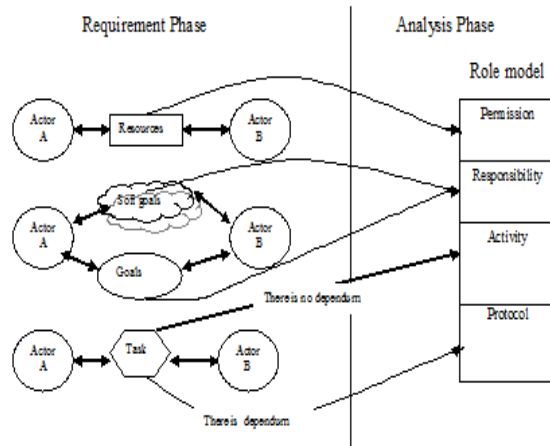 Requirement Phase
Analysis Phase
Role model
Actor
A
Resources
Actor
B
Permission
Soft goals
Responsibility
Actor
A
Actor
B
Activity
Goals
There is no dependum
Protocol
Actor
A
Task
Actor
B
There is dependum